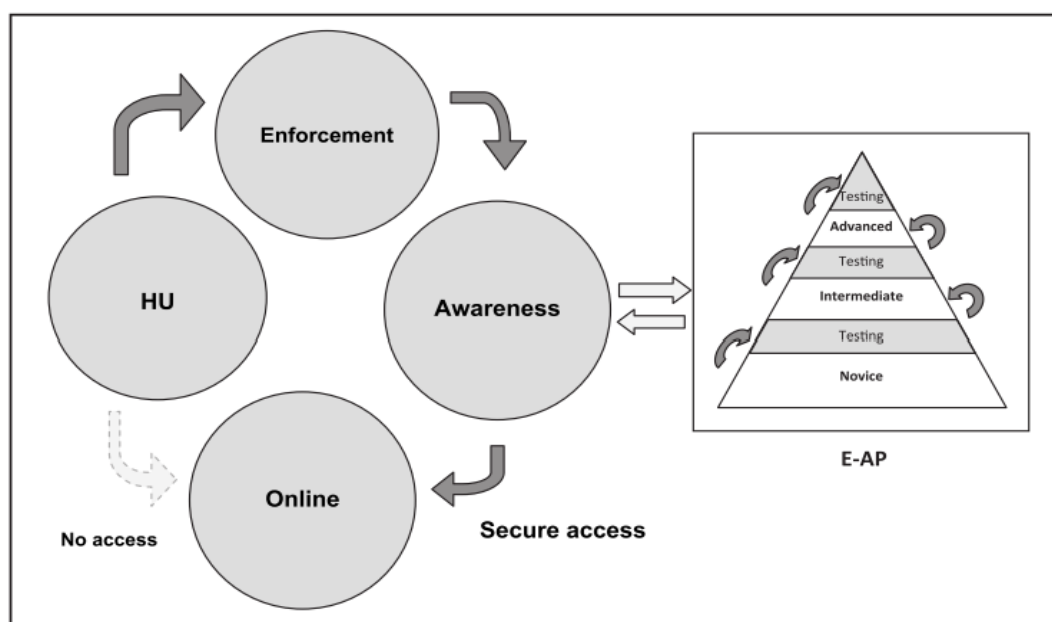 Enforcement
HU
Awareness
Online
No access
Secure access
Testing
Advanced
Testing
Intermediate
Testing
Novice
E-AP